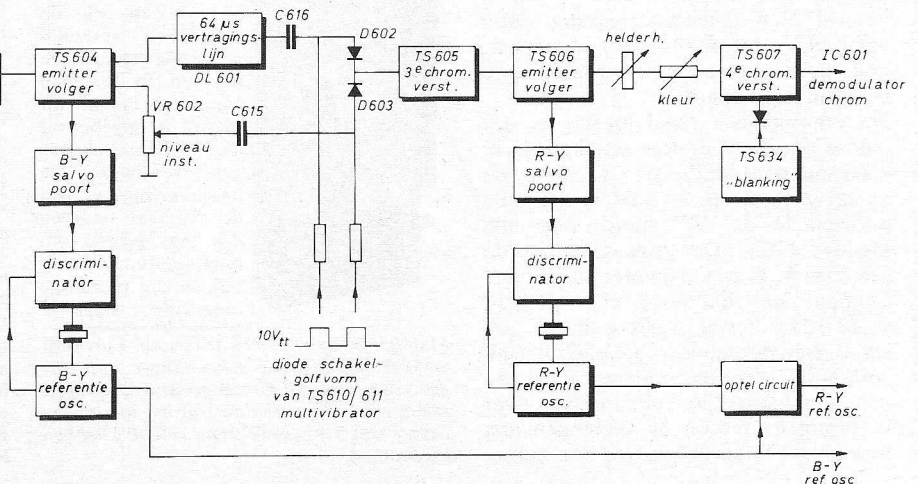 TS604
emitter
volger
64 µs
vertragings
lijn
DL 601
C616
D602
D603
VR 602
niveau
inst.
C615
B-Y
salvo
poort
discrimi-
nator
B-Y
referentie
osc.
10Vtt
diode schakel-
golfvorm
van TS610/611
multivibrator
TS605
3e chrom.
verst.
TS606
emitter
volger
helderh.
kleur
TS607
4e chrom.
verst.
IC601
demodulator
chrom
TS634
„blanking”
R-Y
salvo
poort
discrimi-
nator
R-Y
referentie
osc.
optel circuit
R-Y
ref. osc.
B-Y
ref osc